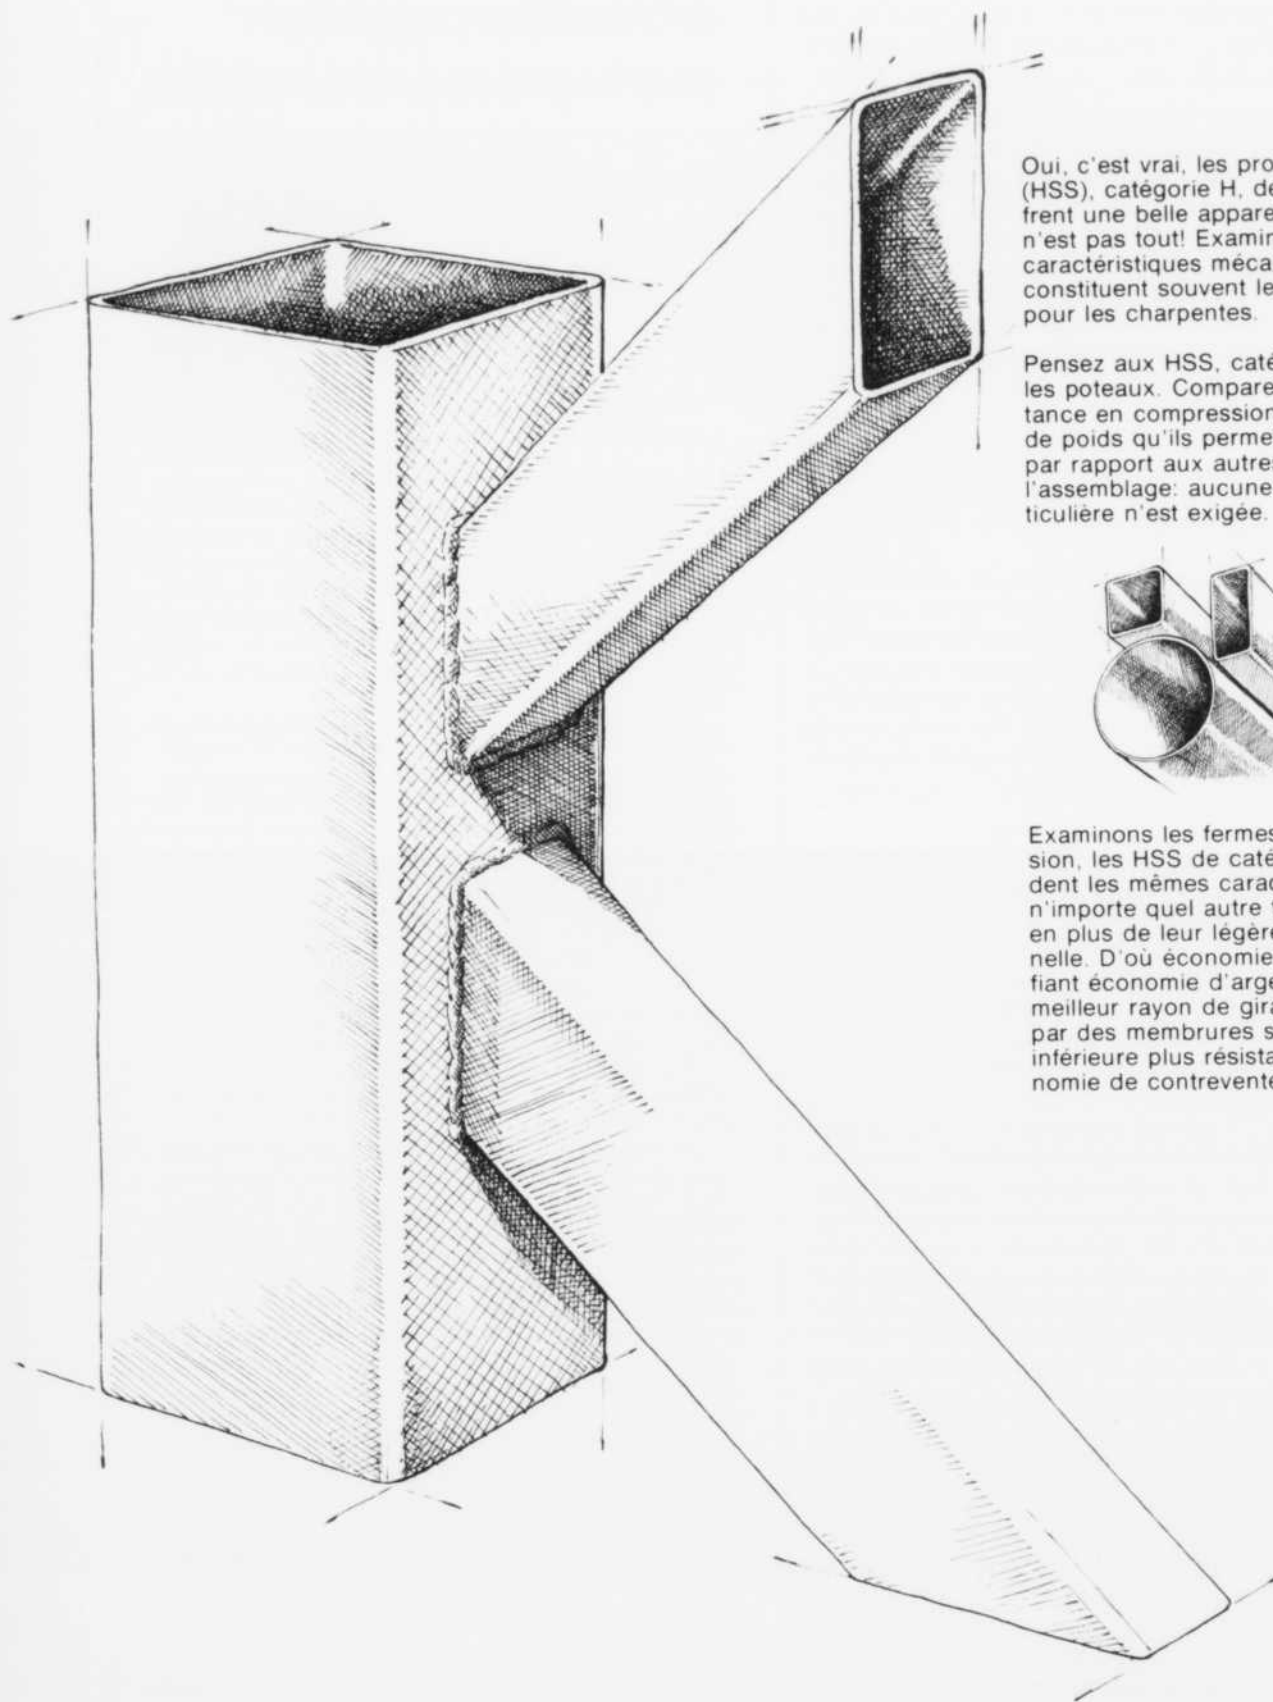 Oui, c'est vrai, les pro
(HSS), catégorie H, de
frent une belle appare
n'est pas tout! Examin
caractéristiques méca
constituent souvent le
pour les charpentes.
Pensez aux HSS, caté
les poteaux. Compare
tance en compression
de poids qu'ils perme
par rapport aux autres
l'assemblage: aucune
ticulière n'est exigée.
Examinons les fermes
sion, les HSS de caté
dent les mêmes carac
n'importe quel autre
en plus de leur légère
nelle. D'où économie
fiant économie d'arge
meilleur rayon de gira
par des membrures s
inférieure plus résista
nomie de contrevente